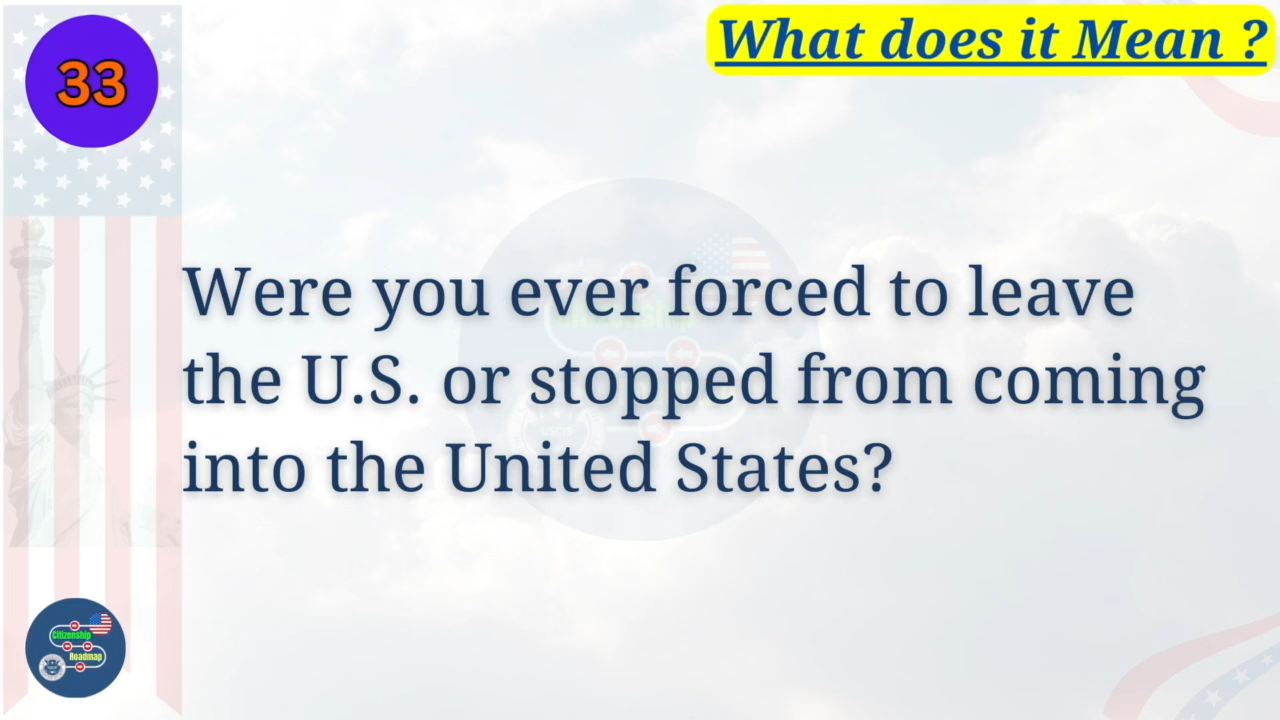 33
What does it Mean ?
Were you ever forced to leave
the U.S. or stopped from coming
into the United States?
Citizenship
Roadmap